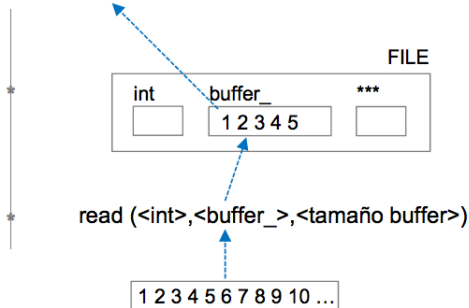 FILE
int buffer_ ***
1 2 3 4 5
*
read (<int>,<buffer_>,<tamaño buffer>)
*
1 2 3 4 5 6 7 8 9 10 ...